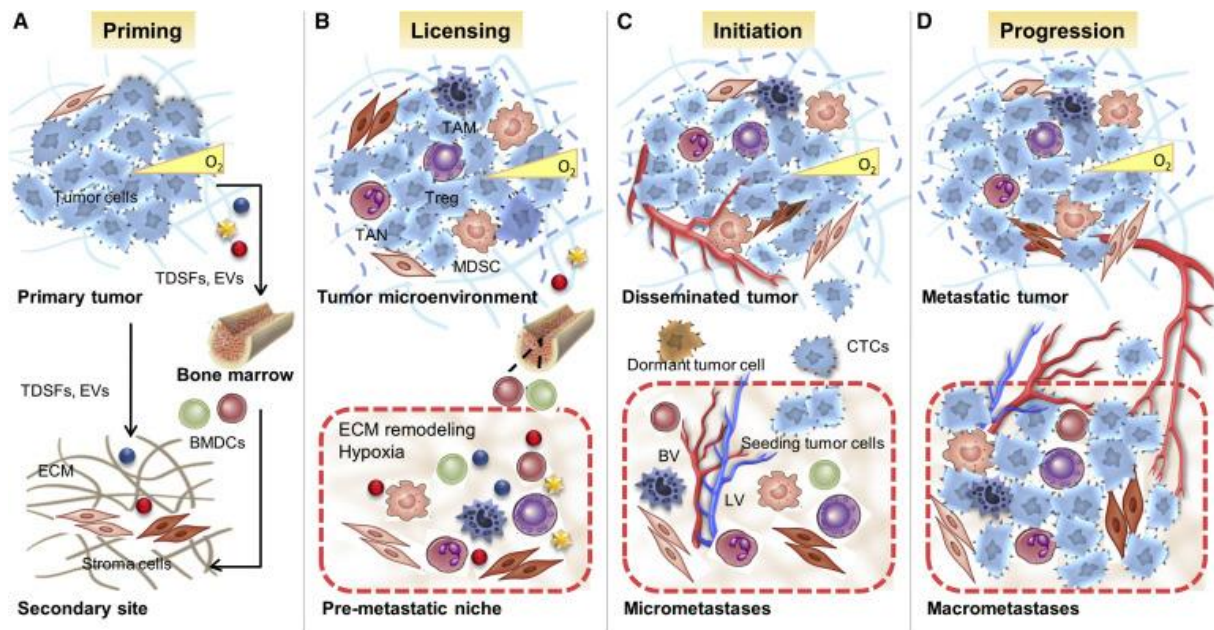 A
Priming
O2
Tumor cells
TDSFs, EVs
Primary tumor
Bone marrow
TDSFs, EVs
BMDCs
ECM
Stroma cells
Secondary site
B
Licensing
TAM
O2
Treg
TAN
MDSC
Tumor microenvironment
ECM remodeling
Hypoxia
Pre-metastatic niche
C
Initiation
O2
Disseminated tumor
CTCs
Dormant tumor cell
Seeding tumor cells
BV
LV
Micrometastases
D
Progression
O2
Metastatic tumor
Macrometastases